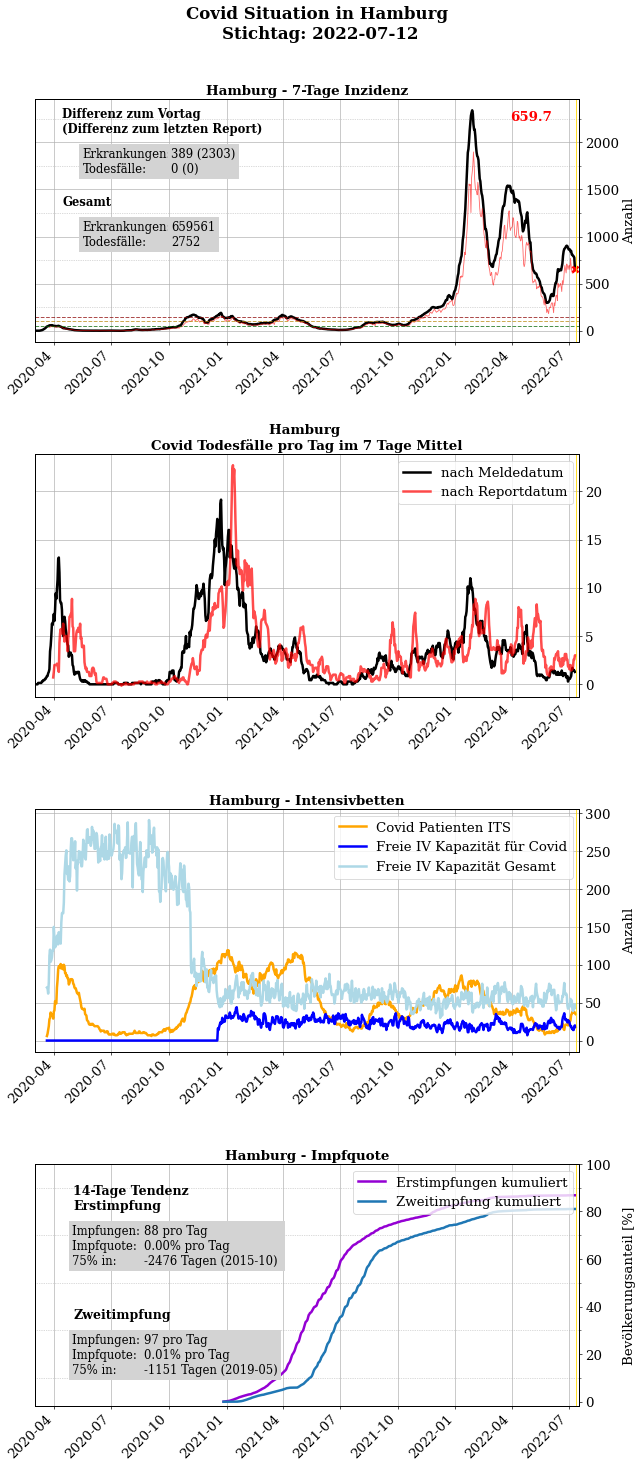 Covid Situation in Hamburg
Stichtag: 2022-07-12
Hamburg - 7-Tage Inzidenz
Differenz zum Vortag
(Differenz zum letzten Report)
Erkrankungen 389 (2303)
Todesfälle: 0 (0)
Gesamt
Erkrankungen 659561
Todesfälle: 2752
659.7
2000
1500
1000
500
0
Anzahl
2020-04 2020-07 2020-10 2021-01 2021-04 2021-07 2021-10 2022-01 2022-04 2022-07
Hamburg
Covid Todesfälle pro Tag im 7 Tage Mittel
nach Meldedatum
nach Reportdatum
20
15
10
5
0
2020-04 2020-07 2020-10 2021-01 2021-04 2021-07 2021-10 2022-01 2022-04 2022-07
Hamburg - Intensivbetten
Covid Patienten ITS
Freie IV Kapazität für Covid
Freie IV Kapazität Gesamt
300
250
200
150
100
50
0
Anzahl
2020-04 2020-07 2020-10 2021-01 2021-04 2021-07 2021-10 2022-01 2022-04 2022-07
Hamburg - Impfquote
14-Tage Tendenz
Erstimpfung
Impfungen: 88 pro Tag
Impfquote: 0.00% pro Tag
75% in: -2476 Tagen (2015-10)
Zweitimpfung
Impfungen: 97 pro Tag
Impfquote: 0.01% pro Tag
75% in: -1151 Tagen (2019-05)
Erstimpfungen kumuliert
Zweitimpfung kumuliert
100
80
60
40
20
0
Bevölkerungsanteil [%]
2020-04 2020-07 2020-10 2021-01 2021-04 2021-07 2021-10 2022-01 2022-04 2022-07